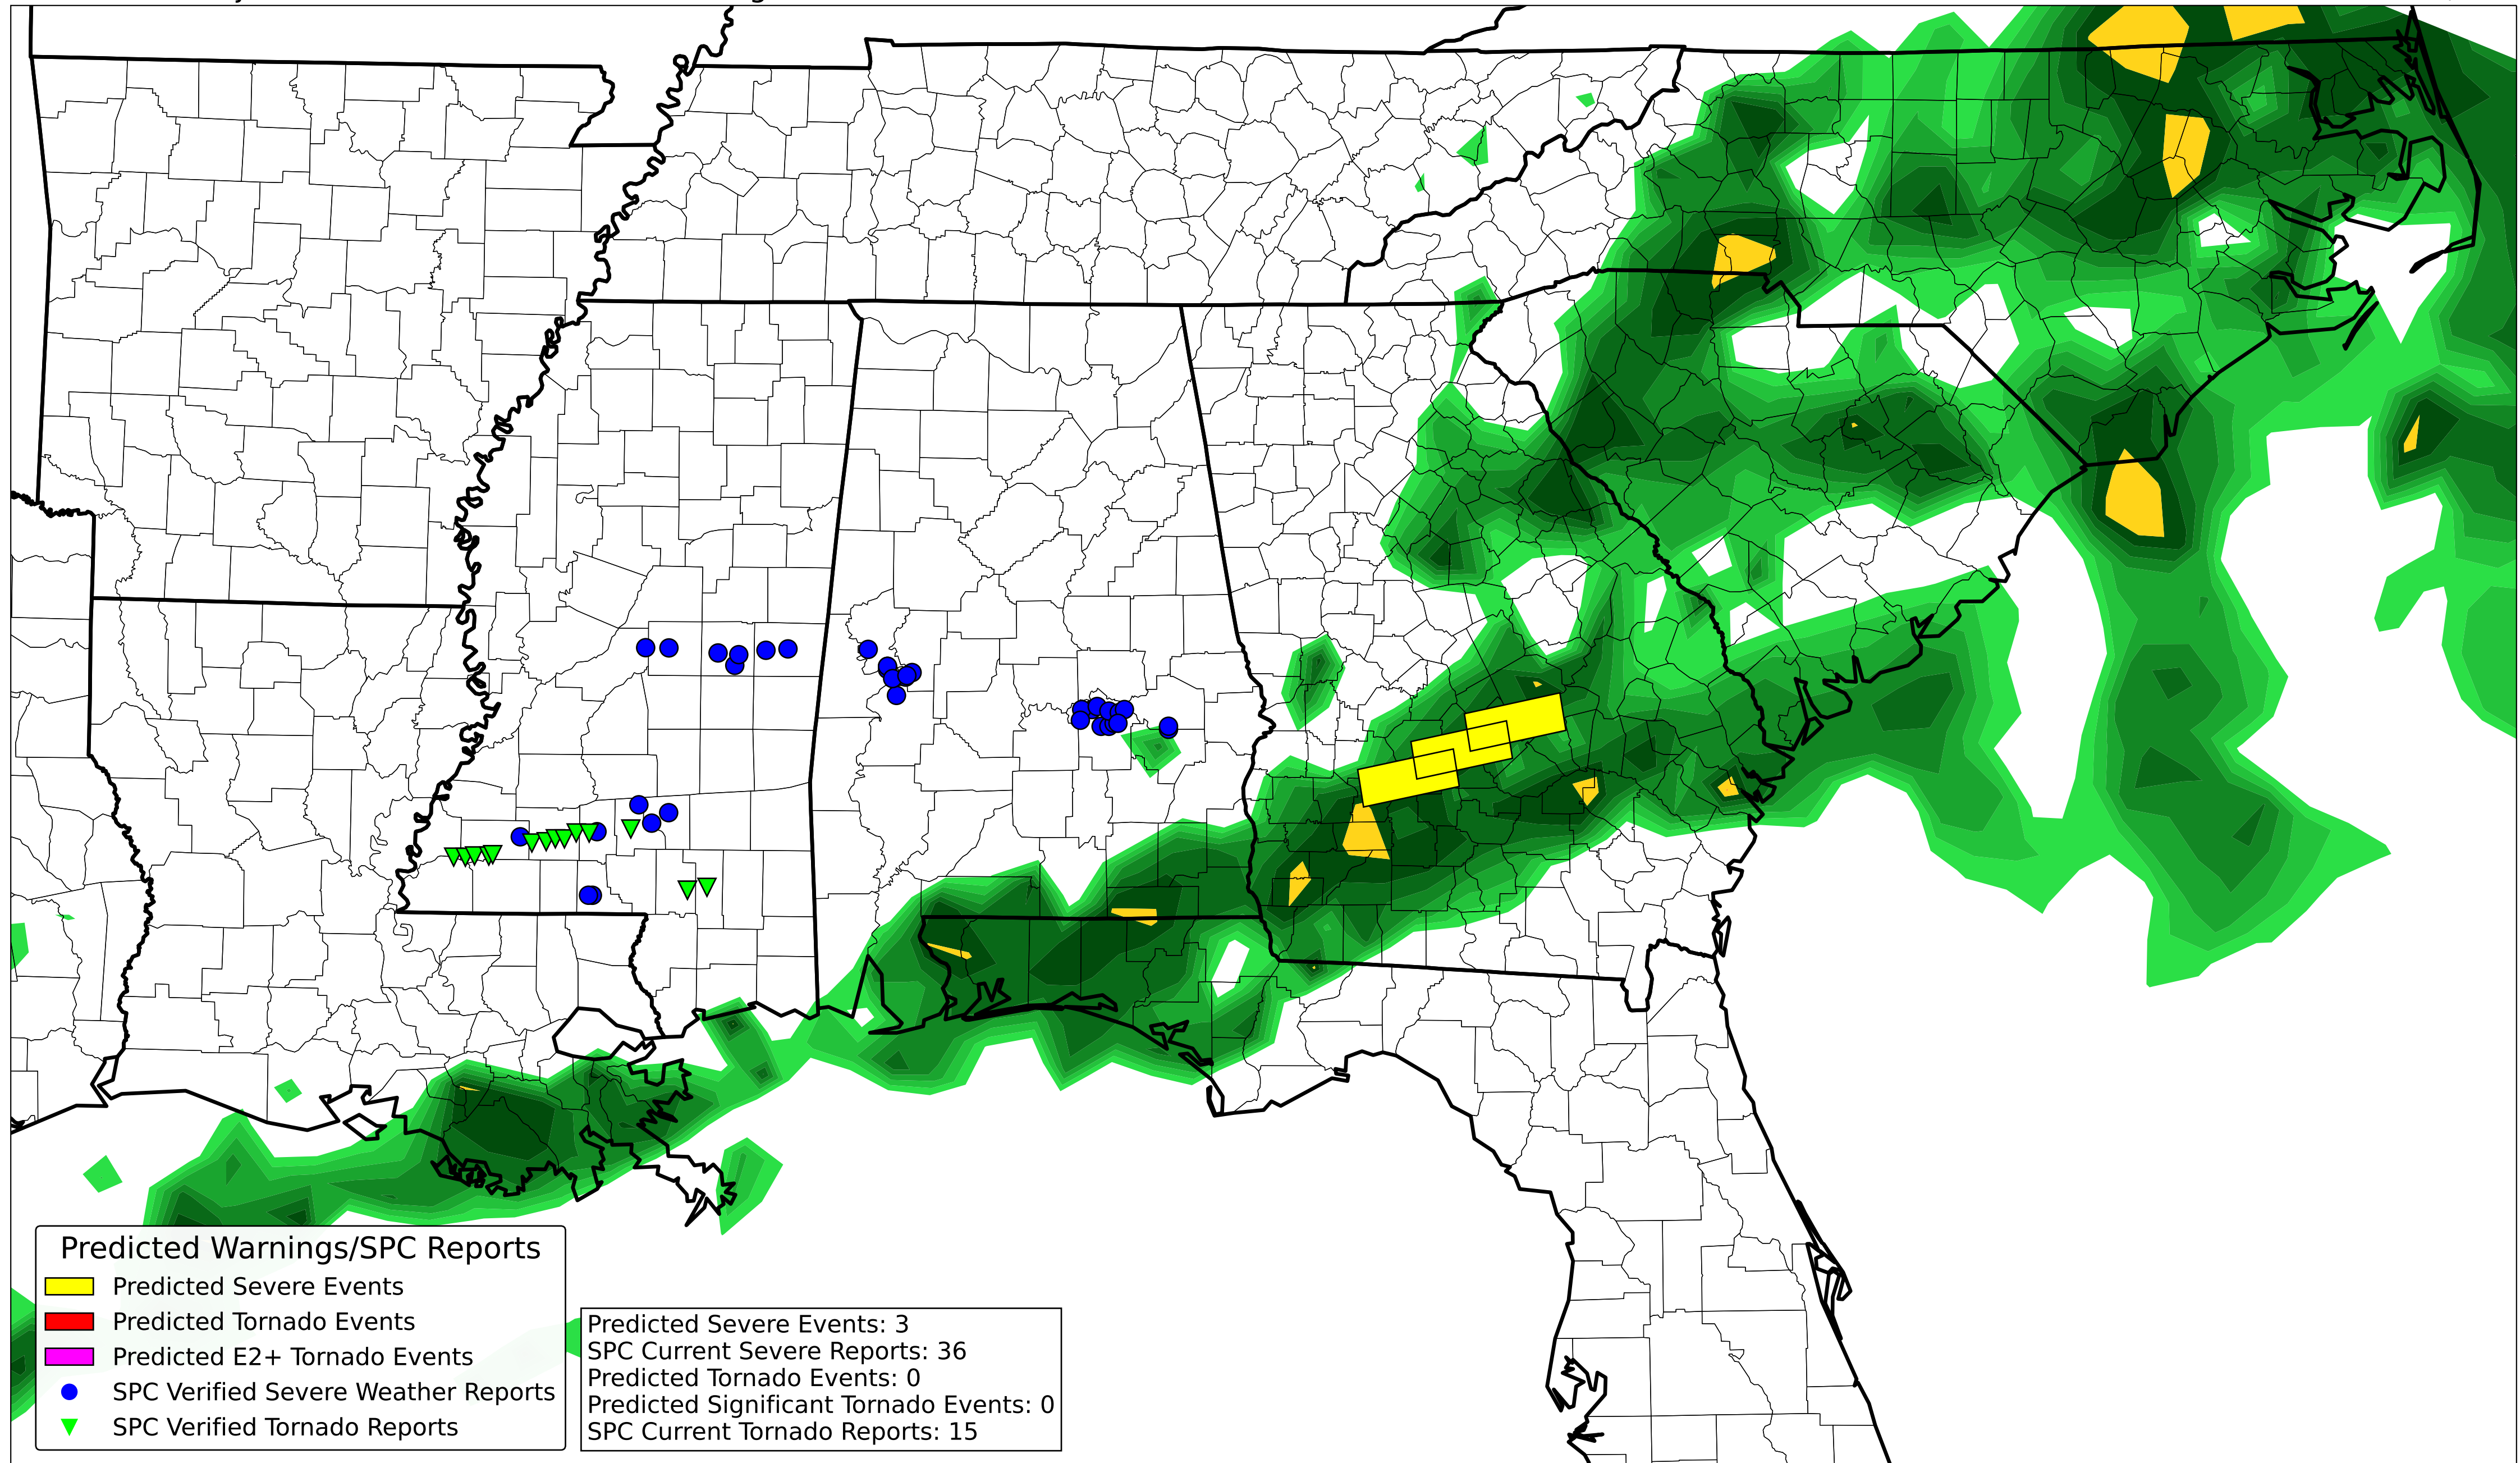 Predicted Warnings/SPC Reports
Predicted Severe Events
Predicted Tornado Events
Predicted E2+ Tornado Events
SPC Verified Severe Weather Reports
SPC Verified Tornado Reports
Predicted Severe Events: 3
SPC Current Severe Reports: 36
Predicted Tornado Events: 0
Predicted Significant Tornado Events: 0
SPC Current Tornado Reports: 15